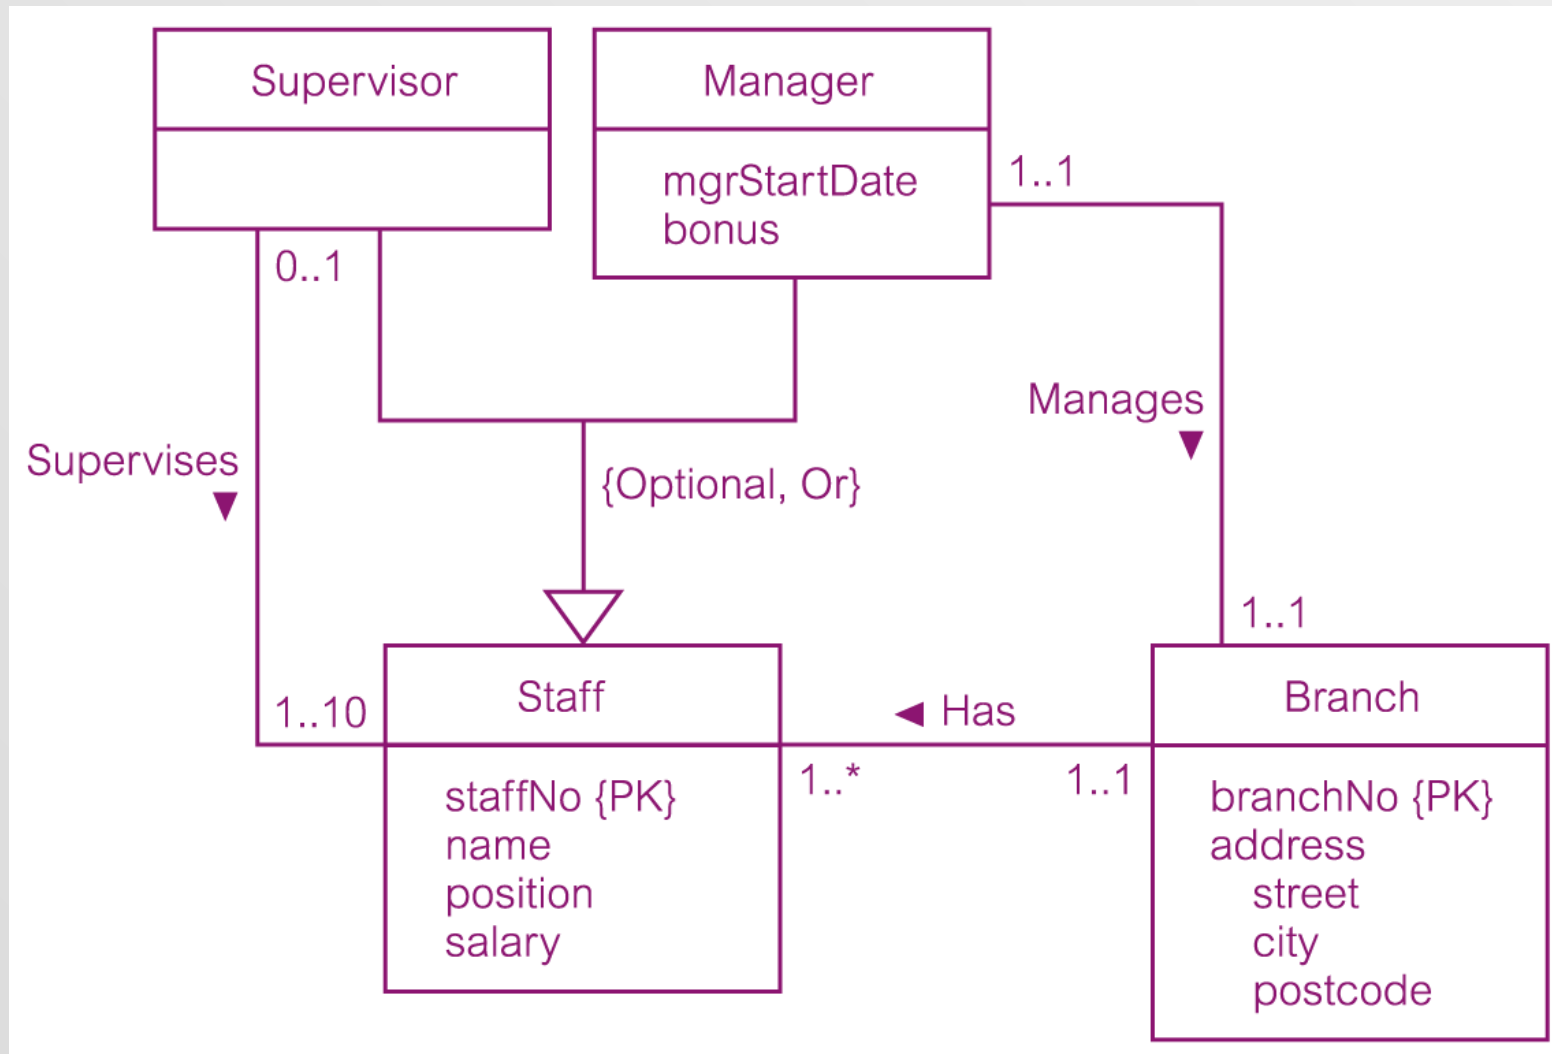 Supervisor
Manager
mgrStartDate
bonus
1..1
0..1
Manages
▼
Supervises
▼
{Optional, Or}
1..1
Staff
Branch
1..10
◄ Has
1..*
1..1
staffNo {PK}
name
position
salary
branchNo {PK}
address
street
city
postcode